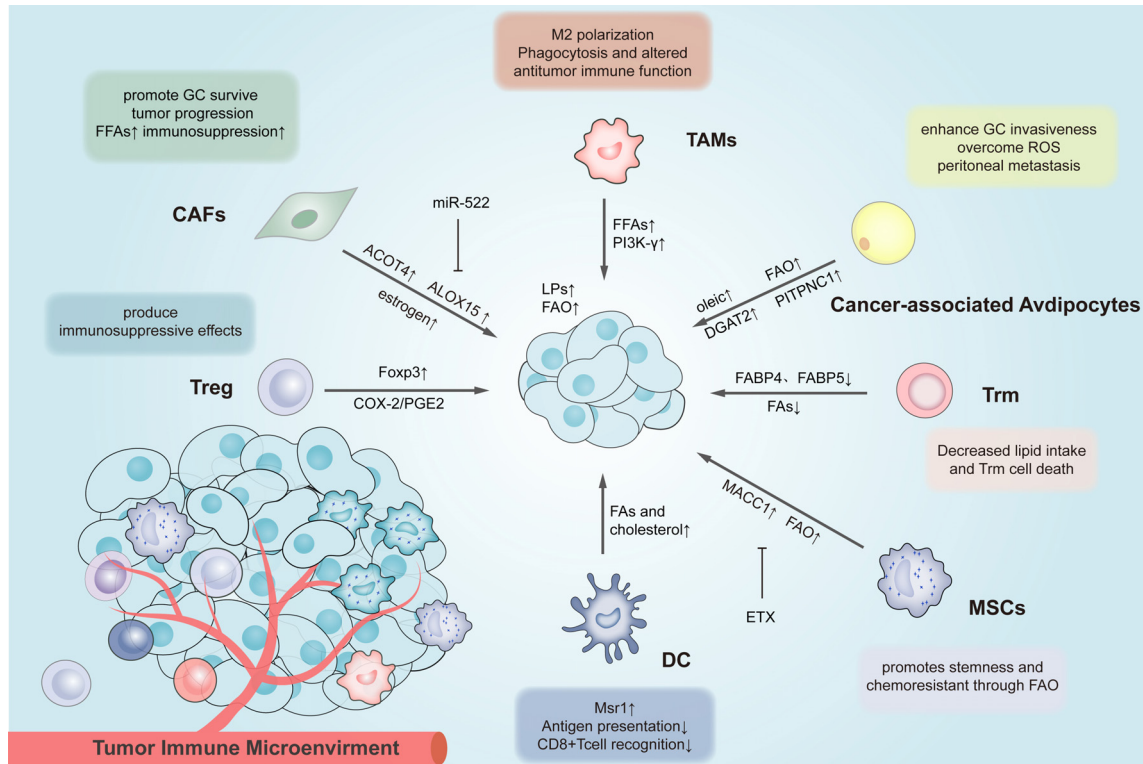 M2 polarization
Phagocytosis and altered
antitumor immune function
TAMs
promote GC survive
tumor progression
FFAs↑ immunosuppression↑
CAFs
enhance GC invasiveness
overcome ROS
peritoneal metastasis
Cancer-associated Avdipocytes
miR-522
ACOT4↑
ALOX15↑
estrogen↑
FFAs↑
PI3K-γ↑
LPs↑
FAO↑
FAO↑
oleic↑
PITPNC1↑
DGAT2↑
produce
immunosuppressive effects
Treg
Foxp3↑
COX-2/PGE2
FABP4、FABP5↓
FAs↓
Trm
Decreased lipid intake
and Trm cell death
FAs and
cholesterol↑
MACC1↑ FAO↑
ETX
MSCs
promotes stemness and
chemoresistant through FAO
DC
Msr1↑
Antigen presentation↓
CD8+Tcell recognition↓
Tumor Immune Microenvirment